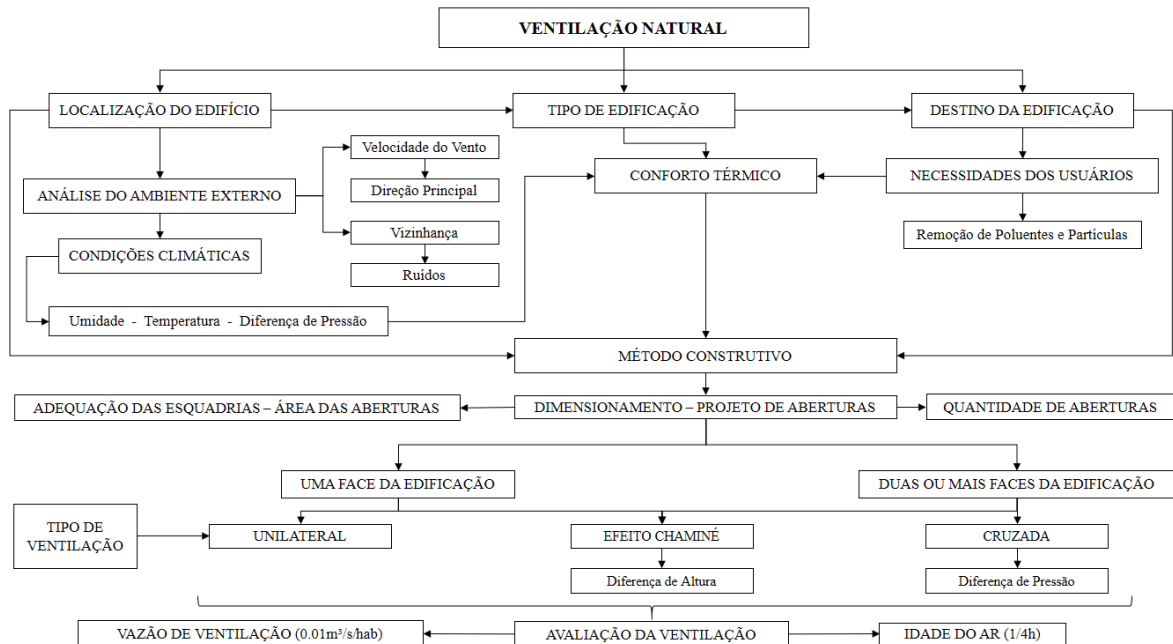 VENTILAÇÃO NATURAL
LOCALIZAÇÃO DO EDIFÍCIO
TIPO DE EDIFICAÇÃO
DESTINO DA EDIFICAÇÃO
Velocidade do Vento
Direção Principal
ANÁLISE DO AMBIENTE EXTERNO
CONFORTO TÉRMICO
NECESSIDADES DOS USUÁRIOS
Vizinhança
Remoção de Poluentes e Partículas
CONDIÇÕES CLIMÁTICAS
Ruídos
Umidade - Temperatura - Diferença de Pressão
MÉTODO CONSTRUTIVO
ADEQUAÇÃO DAS ESQUADRIAS – ÁREA DAS ABERTURAS
DIMENSIONAMENTO – PROJETO DE ABERTURAS
QUANTIDADE DE ABERTURAS
UMA FACE DA EDIFICAÇÃO
DUAS OU MAIS FACES DA EDIFICAÇÃO
TIPO DE
VENTILAÇÃO
UNILATERAL
EFEITO CHAMINÉ
CRUZADA
Diferença de Altura
Diferença de Pressão
VAZÃO DE VENTILAÇÃO (0.01m³/s/hab)
AVALIAÇÃO DA VENTILAÇÃO
IDADE DO AR (1/4h)